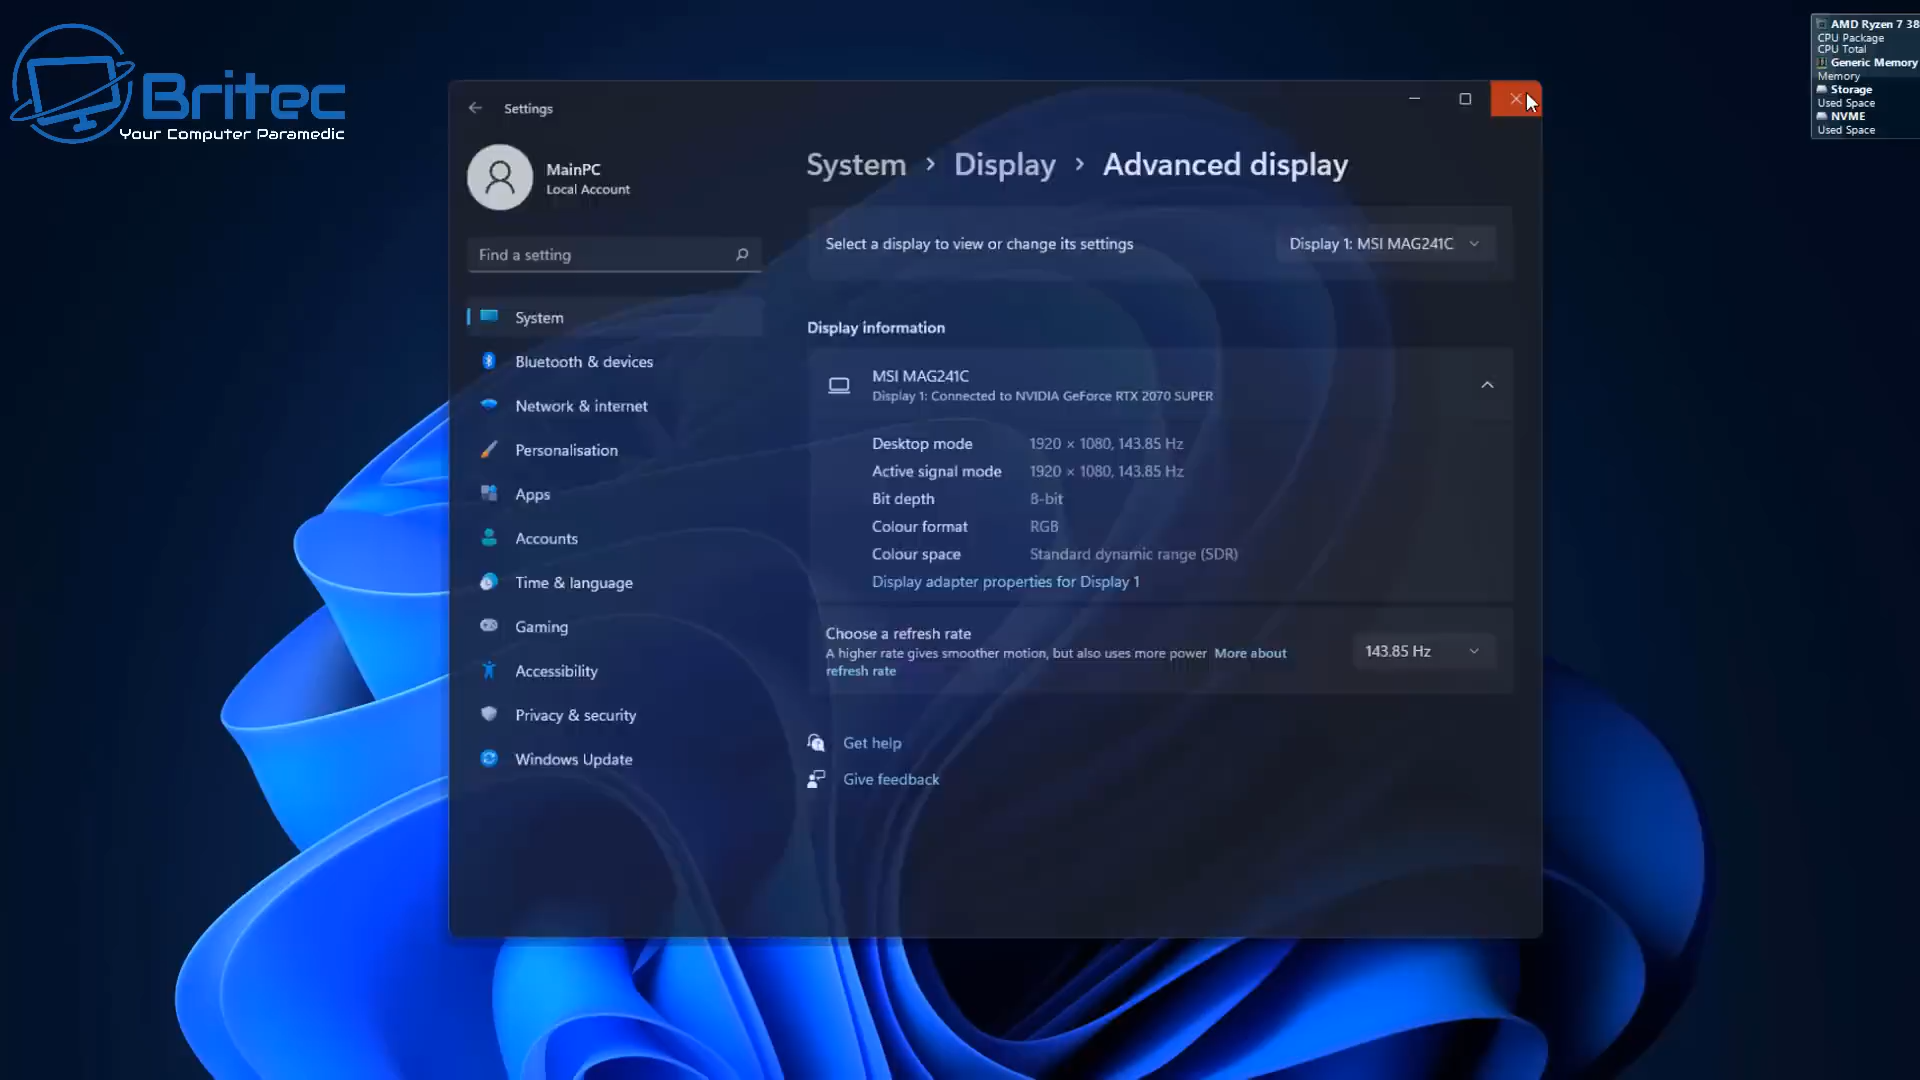 Britec
Your Computer Paramedic
AMD Ryzen 7 38
CPU Package
CPU Total
Generic Memory
Memory
Storage
Used Space
NVME
Used Space
Settings
MainPC
Local Account
Find a setting
System
Bluetooth & devices
Network & internet
Personalisation
Apps
Accounts
Time & language
Gaming
Accessibility
Privacy & security
Windows Update
System > Display > Advanced display
Select a display to view or change its settings
Display 1: MSI MAG241C
Display information
MSI MAG241C
Display 1: Connected to NVIDIA GeForce RTX 2070 SUPER
Desktop mode 1920 × 1080, 143.85 Hz
Active signal mode 1920 × 1080, 143.85 Hz
Bit depth 8-bit
Colour format RGB
Colour space Standard dynamic range (SDR)
Display adapter properties for Display 1
Choose a refresh rate
A higher rate gives smoother motion, but also uses more power More about
refresh rate
143.85 Hz
Get help
Give feedback